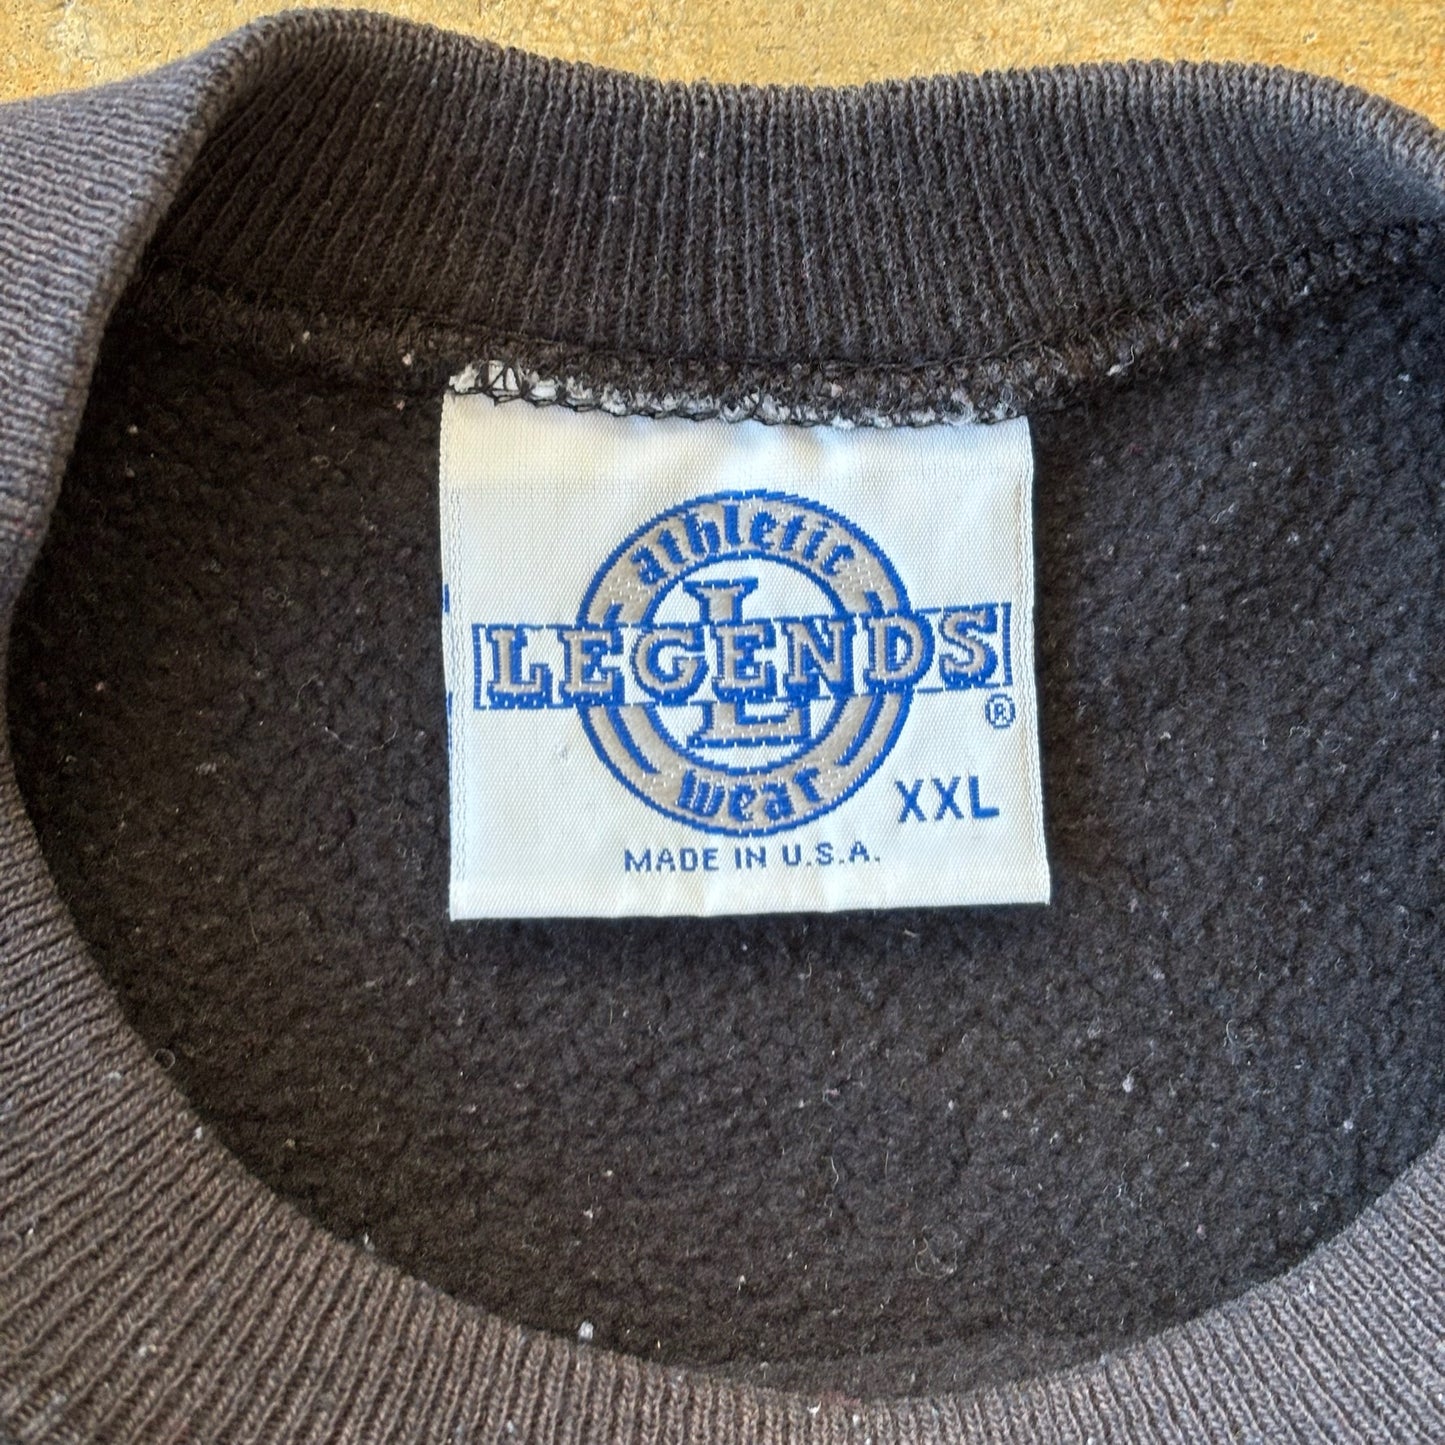 athletic
L
LEGENDS
®
wear
XXL
MADE IN U.S.A.